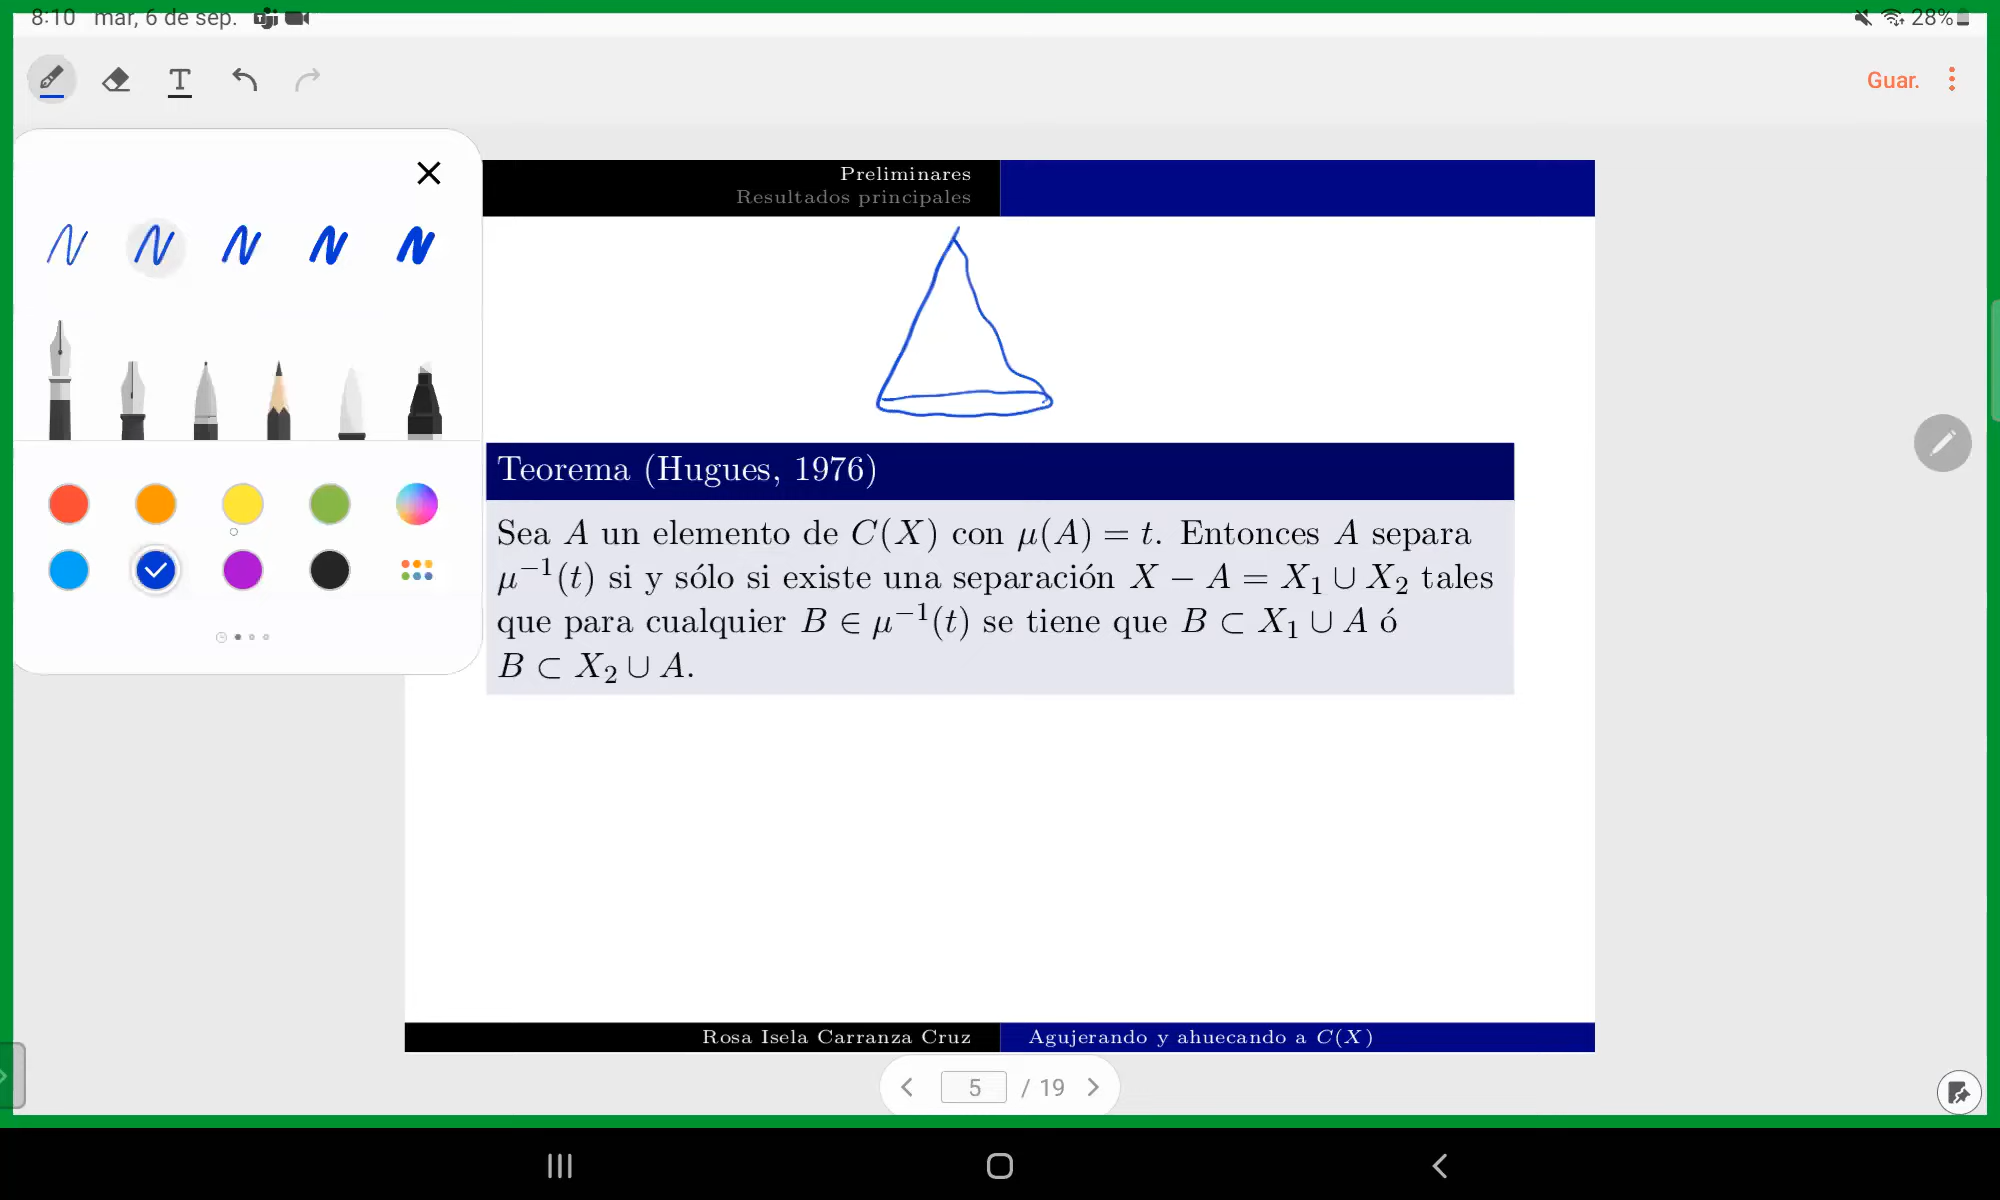 8:10 mar, 6 de sep. 28%
Guar.
Preliminares
Resultados principales
Teorema (Hugues, 1976)
Sea A un elemento de C(X) con μ(A) = t. Entonces A separa
μ⁻¹(t) si y sólo si existe una separación X − A = X₁ ∪ X₂ tales
que para cualquier B ∈ μ⁻¹(t) se tiene que B ⊂ X₁ ∪ A ó
B ⊂ X₂ ∪ A.
Rosa Isela Carranza Cruz Agujerando y ahuecando a C(X)
5 / 19